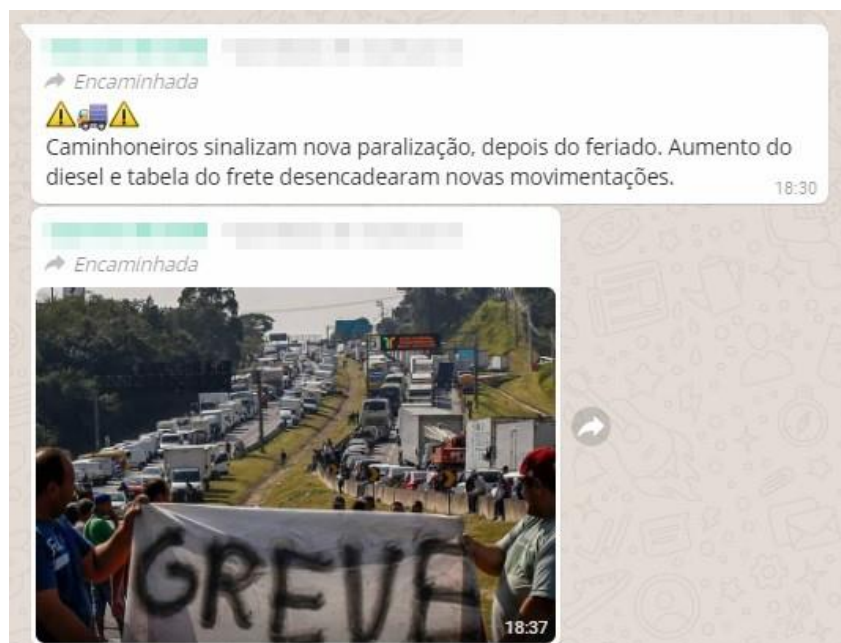 Encaminhada
Caminhoneiros sinalizam nova paralização, depois do feriado. Aumento do
diesel e tabela do frete desencadearam novas movimentações.
18:30
Encaminhada
GREVE
18:37